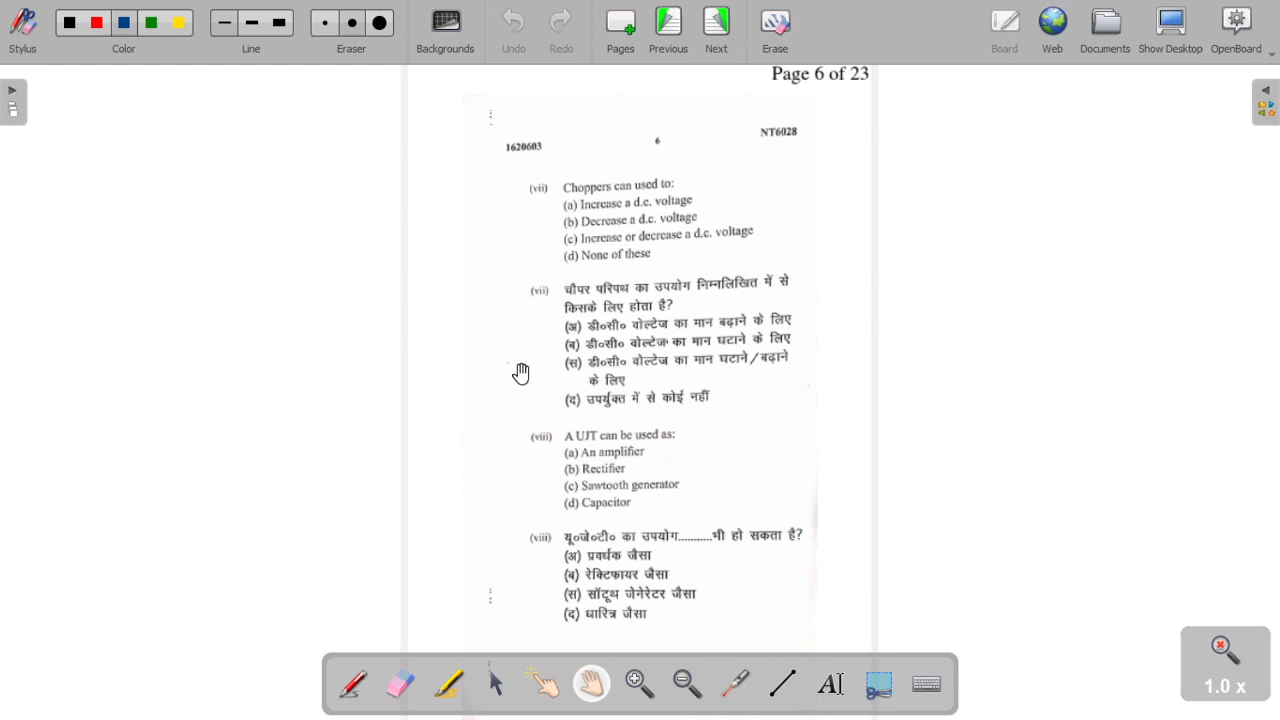 Stylus
Color
Line
Eraser
Backgrounds
Undo
Redo
Pages
Previous
Next
Erase
Board
Web
Documents
Show Desktop
OpenBoard
Page 6 of 23
1620603
6
NT6028
(vii) Choppers can used to:
(a) Increase a d.c. voltage
(b) Decrease a d.c. voltage
(c) Increase or decrease a d.c. voltage
(d) None of these
(vii) चौपर परिपथ का उपयोग निम्नलिखित में से
किसके लिए होता है?
(अ) डी०सी० वोल्टेज का मान बढ़ाने के लिए
(ब) डी०सी० वोल्टेज का मान घटाने के लिए
(स) डी०सी० वोल्टेज का मान घटाने/बढ़ाने
के लिए
(द) उपर्युक्त में से कोई नहीं
(viii) A UJT can be used as:
(a) An amplifier
(b) Rectifier
(c) Sawtooth generator
(d) Capacitor
(viii) यू०जे०टी० का उपयोग..........भी हो सकता है?
(अ) प्रवर्धक जैसा
(ब) रेक्टिफायर जैसा
(स) सॉटूथ जेनेरेटर जैसा
(द) धारित्र जैसा
1.0 x